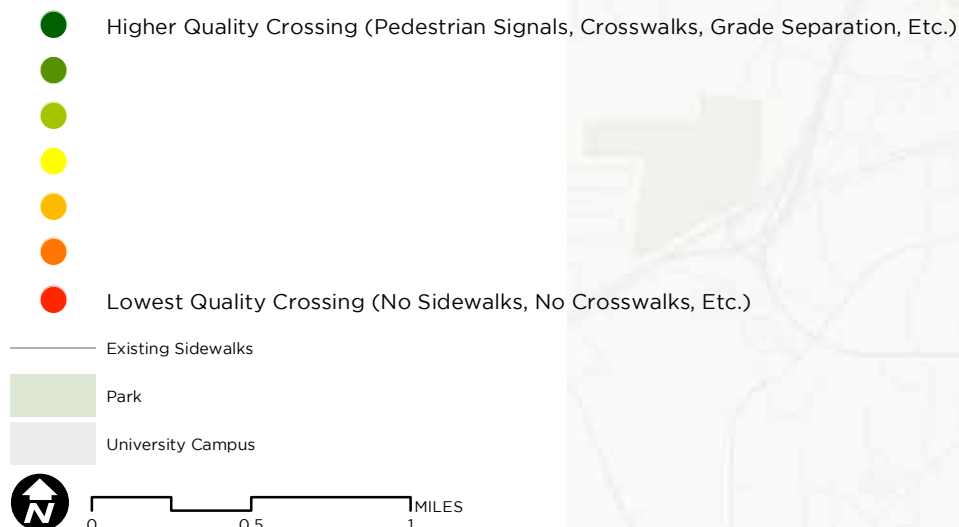 Higher Quality Crossing (Pedestrian Signals, Crosswalks, Grade Separation, Etc.)
Lowest Quality Crossing (No Sidewalks, No Crosswalks, Etc.)
Existing Sidewalks
Park
University Campus
N
MILES
0 0.5 1